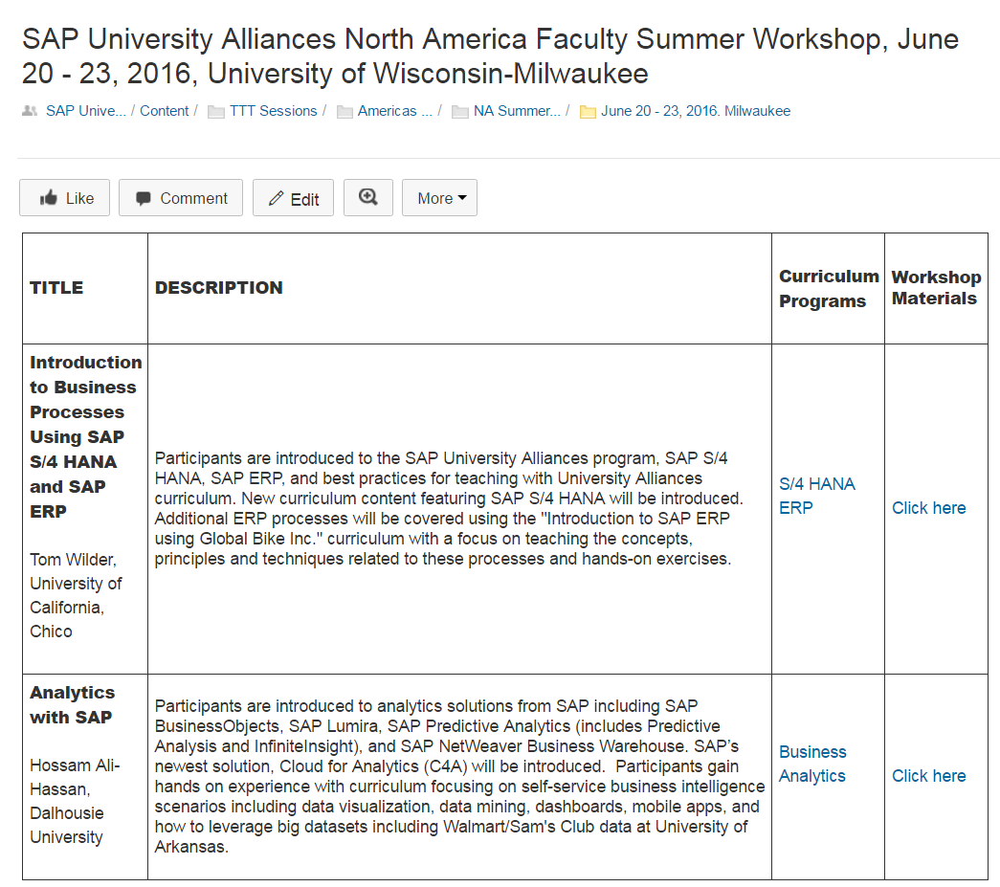 SAP University Alliances North America Faculty Summer Workshop, June
20 - 23, 2016, University of Wisconsin-Milwaukee
SAP Unive... / Content / TTT Sessions / Americas ... / NA Summer... / June 20 - 23, 2016. Milwaukee
Like Comment Edit More
TITLE
DESCRIPTION
Curriculum
Programs
Workshop
Materials
Introduction
to Business
Processes
Using SAP
S/4 HANA
and SAP
ERP
Tom Wilder,
University of
California,
Chico
Participants are introduced to the SAP University Alliances program, SAP S/4
HANA, SAP ERP, and best practices for teaching with University Alliances
curriculum. New curriculum content featuring SAP S/4 HANA will be introduced.
Additional ERP processes will be covered using the "Introduction to SAP ERP
using Global Bike Inc." curriculum with a focus on teaching the concepts,
principles and techniques related to these processes and hands-on exercises.
S/4 HANA
ERP
Click here
Analytics
with SAP
Hossam Ali-
Hassan,
Dalhousie
University
Participants are introduced to analytics solutions from SAP including SAP
BusinessObjects, SAP Lumira, SAP Predictive Analytics (includes Predictive
Analysis and InfiniteInsight), and SAP NetWeaver Business Warehouse. SAP’s
newest solution, Cloud for Analytics (C4A) will be introduced.  Participants gain
hands on experience with curriculum focusing on self-service business intelligence
scenarios including data visualization, data mining, dashboards, mobile apps, and
how to leverage big datasets including Walmart/Sam's Club data at University of
Arkansas.
Business
Analytics
Click here